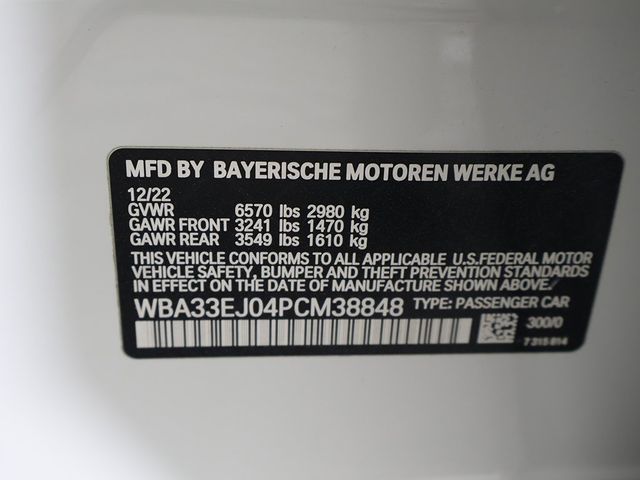 MFD BY BAYERISCHE MOTOREN WERKE AG
12/22
GVWR 6570 lbs 2980 kg
GAWR FRONT 3241 lbs 1470 kg
GAWR REAR 3549 lbs 1610 kg
THIS VEHICLE CONFORMS TO ALL APPLICABLE U.S.FEDERAL MOTOR
VEHICLE SAFETY, BUMPER AND THEFT PREVENTION STANDARDS
IN EFFECT ON THE DATE OF MANUFACTURE SHOWN ABOVE.
WBA33EJ04PCM38848 TYPE: PASSENGER CAR
300/0
7 315 814